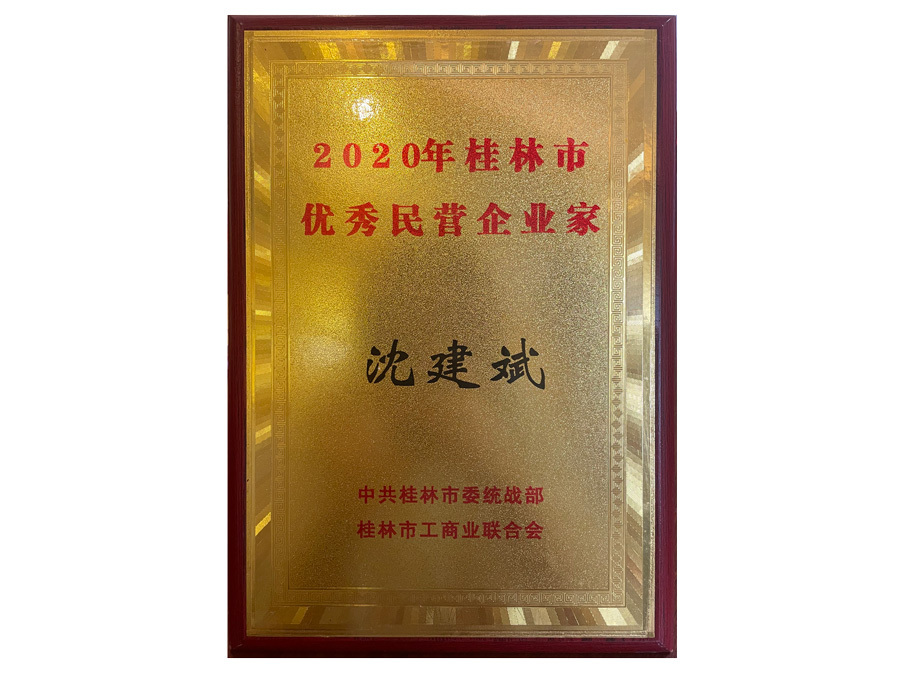 2020年桂林市
优秀民营企业家
沈建斌
中共桂林市委统战部
桂林市工商业联合会